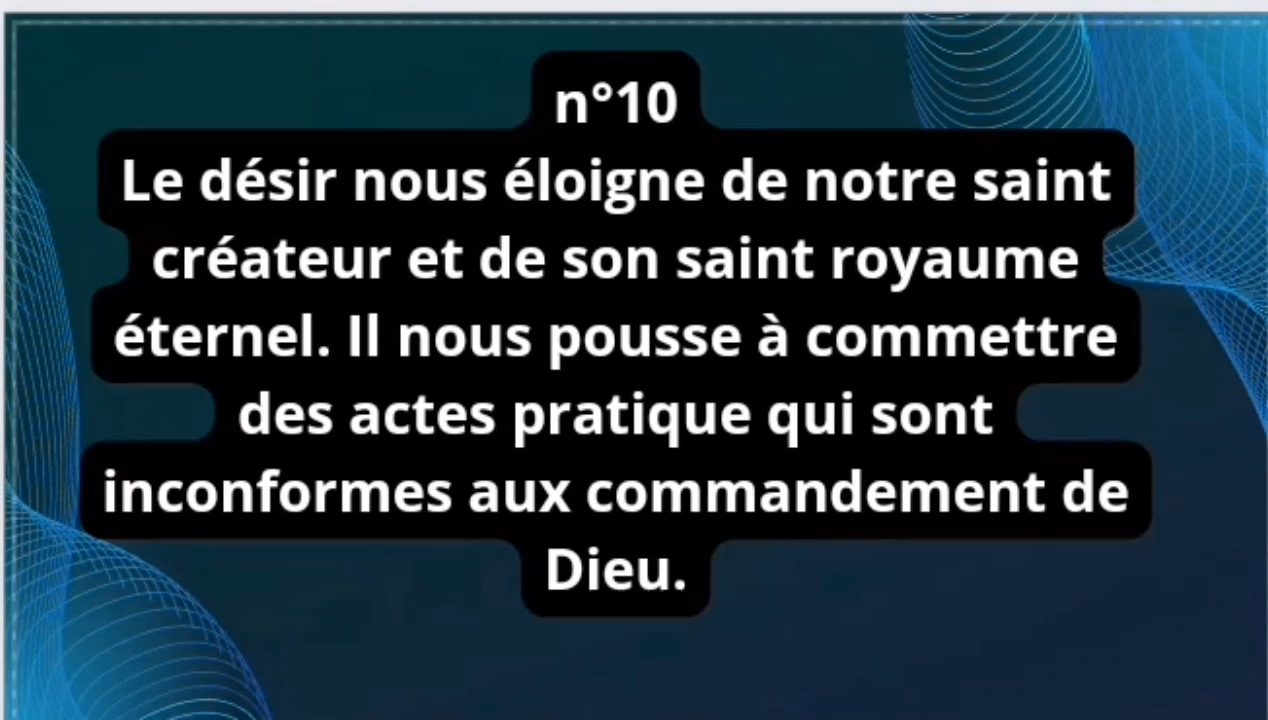 n°10
Le désir nous éloigne de notre saint
créateur et de son saint royaume
éternel. Il nous pousse à commettre
des actes pratique qui sont
inconformes aux commandement de
Dieu.